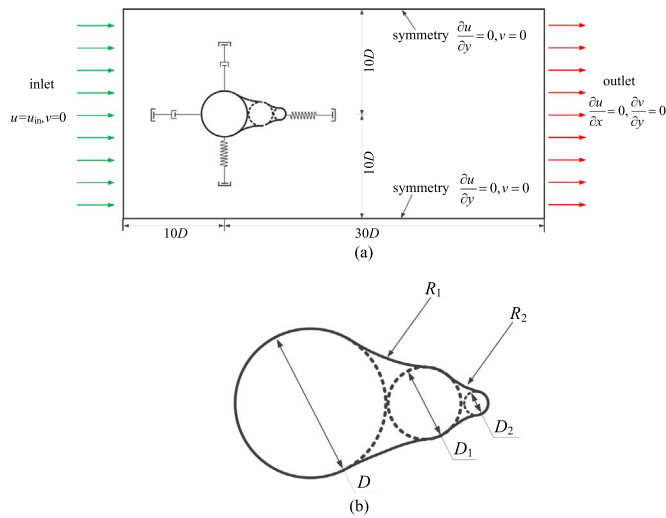 symmetry ∂u/∂y=0,v=0
inlet
u=u_in,v=0
10D
10D
outlet
∂u/∂x=0,∂v/∂y=0
symmetry ∂u/∂y=0,v=0
10D
30D
(a)
R₁
R₂
D
D₁
D₂
(b)